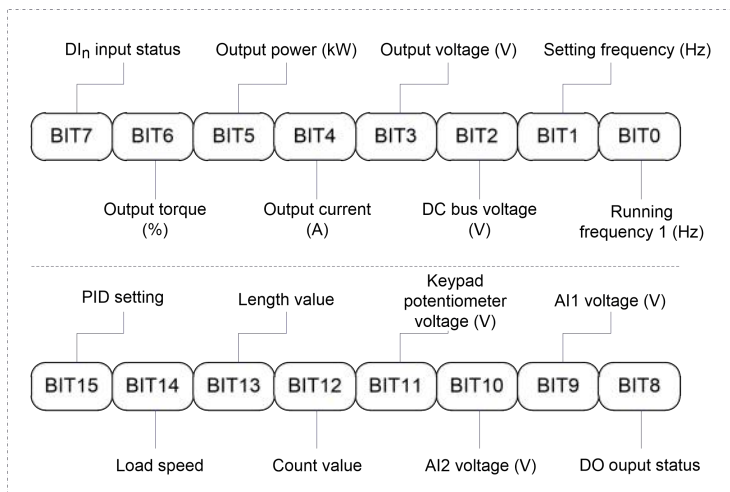 DIn input status
Output power (kW)
Output voltage (V)
Setting frequency (Hz)
BIT7 BIT6 BIT5 BIT4 BIT3 BIT2 BIT1 BIT0
Output torque
(%)
Output current
(A)
DC bus voltage
(V)
Running
frequency 1 (Hz)
PID setting
Length value
Keypad
potentiometer
voltage (V)
AI1 voltage (V)
BIT15 BIT14 BIT13 BIT12 BIT11 BIT10 BIT9 BIT8
Load speed
Count value
AI2 voltage (V)
DO ouput status